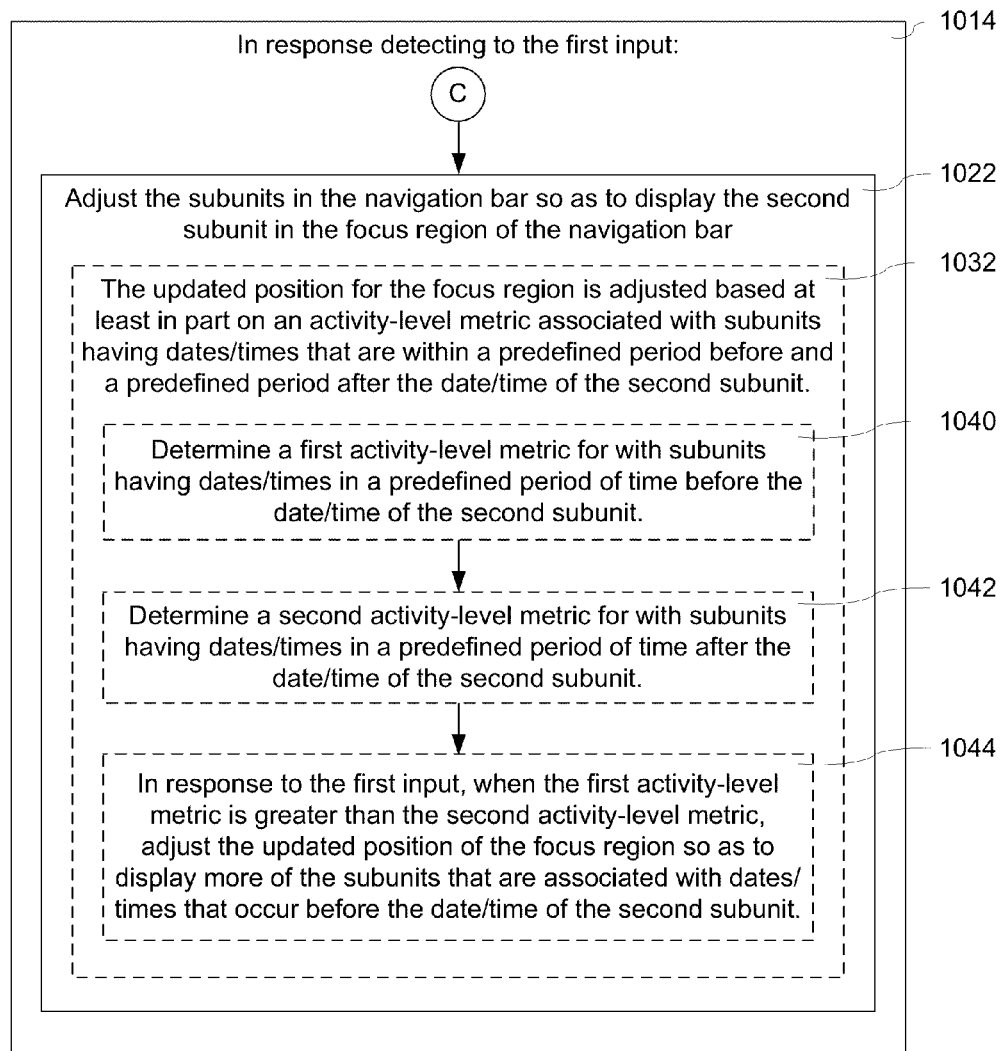 1014
In response detecting to the first input:
C
1022
Adjust the subunits in the navigation bar so as to display the second
subunit in the focus region of the navigation bar
1032
The updated position for the focus region is adjusted based at
least in part on an activity-level metric associated with subunits
having dates/times that are within a predefined period before and
a predefined period after the date/time of the second subunit.
1040
Determine a first activity-level metric for with subunits
having dates/times in a predefined period of time before the
date/time of the second subunit.
1042
Determine a second activity-level metric for with subunits
having dates/times in a predefined period of time after the
date/time of the second subunit.
1044
In response to the first input, when the first activity-level
metric is greater than the second activity-level metric,
adjust the updated position of the focus region so as to
display more of the subunits that are associated with dates/
times that occur before the date/time of the second subunit.